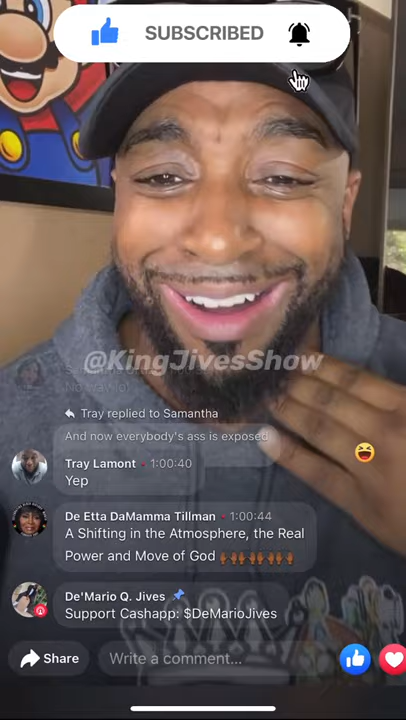 SUBSCRIBED
@KingJivesShow
Tray replied to Samantha
And now everybody's ass is exposed
Tray Lamont • 1:00:40
Yep
De Etta DaMamma Tillman • 1:00:44
A Shifting in the Atmosphere, the Real
Power and Move of God 🙌🏾🙌🏾🙌🏾🙌🏾🙌🏾
De'Mario Q. Jives 📌
Support Cashapp: $DeMarioJives
Share
Write a comment...